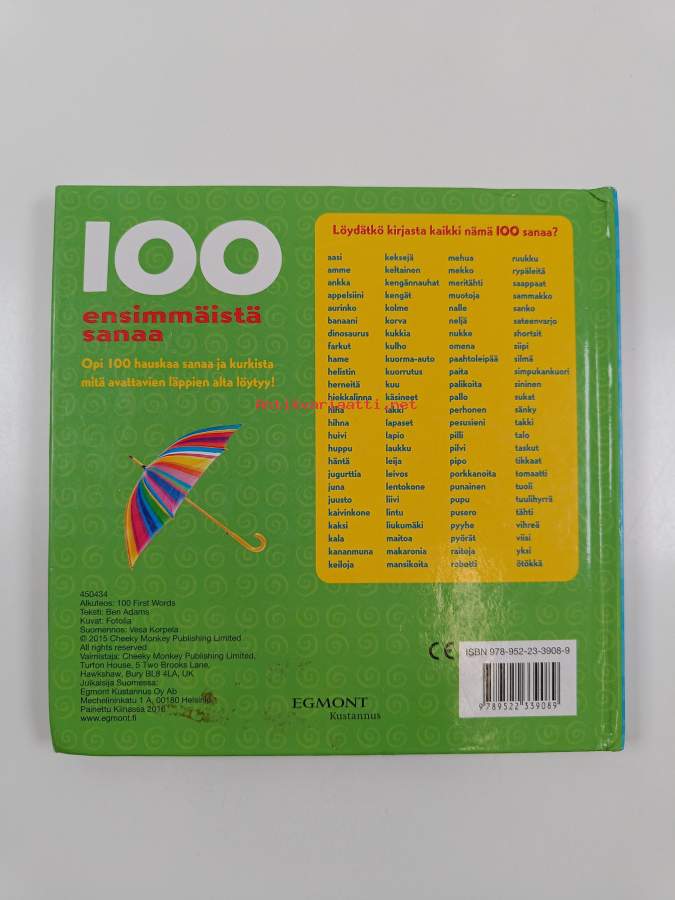 100
ensimmäistä
sanaa
Opi 100 hauskaa sanaa ja kurkista
mitä avattavien läppien alta löytyy!
Löydätkö kirjasta kaikki nämä 100 sanaa?
aasi
amme
ankka
appelsiini
aurinko
banaani
dinosaurus
farkut
hame
helistin
herneitä
hiekkalinna
hiha
hihna
huivi
huppu
häntä
jugurttia
juna
juusto
kaivinkone
kaksi
kala
kananmuna
keiloja
keksejä
keltainen
kengännauhat
kengät
kolme
korva
kukkia
kulho
kuorma-auto
kuorrutus
kuu
käsineet
lakki
lapaset
lapio
laukku
leija
leivos
lentokone
liivi
lintu
liukumäki
maitoa
makaronia
mansikoita
mehua
mekko
meritähti
muotoja
nalle
neljä
nukke
omena
paahtoleipää
paita
palikoita
pallo
perhonen
pesusieni
pilli
pilvi
pipo
porkkanoita
punainen
pupu
pusero
pyyhe
pyörät
raitoja
robotti
ruukku
rypäleitä
saappaat
sammakko
sanko
sateenvarjo
shortsit
siipi
silmä
simpukankuori
sininen
sukat
sänky
takki
talo
taskut
tikkaat
tomaatti
tuoli
tuulihyrrä
tähti
vihreä
viisi
yksi
ötökkä
Antikvariaatti.net
450434
Alkuteos: 100 First Words
Teksti: Ben Adams
Kuvat: Fotolia
Suomennos: Vesa Korpela
© 2015 Cheeky Monkey Publishing Limited
All rights reserved
Valmistaja: Cheeky Monkey Publishing Limited,
Turton House, 5 Two Brooks Lane,
Hawkshaw, Bury BL8 4LA, UK
Julkaisija Suomessa:
Egmont Kustannus Oy Ab
Mechelininkatu 1 A, 00180 Helsinki
Painettu Kiinassa 2016
www.egmont.fi
EGMONT
Kustannus
CE
ISBN 978-952-23-3908-9
9 789522 339089